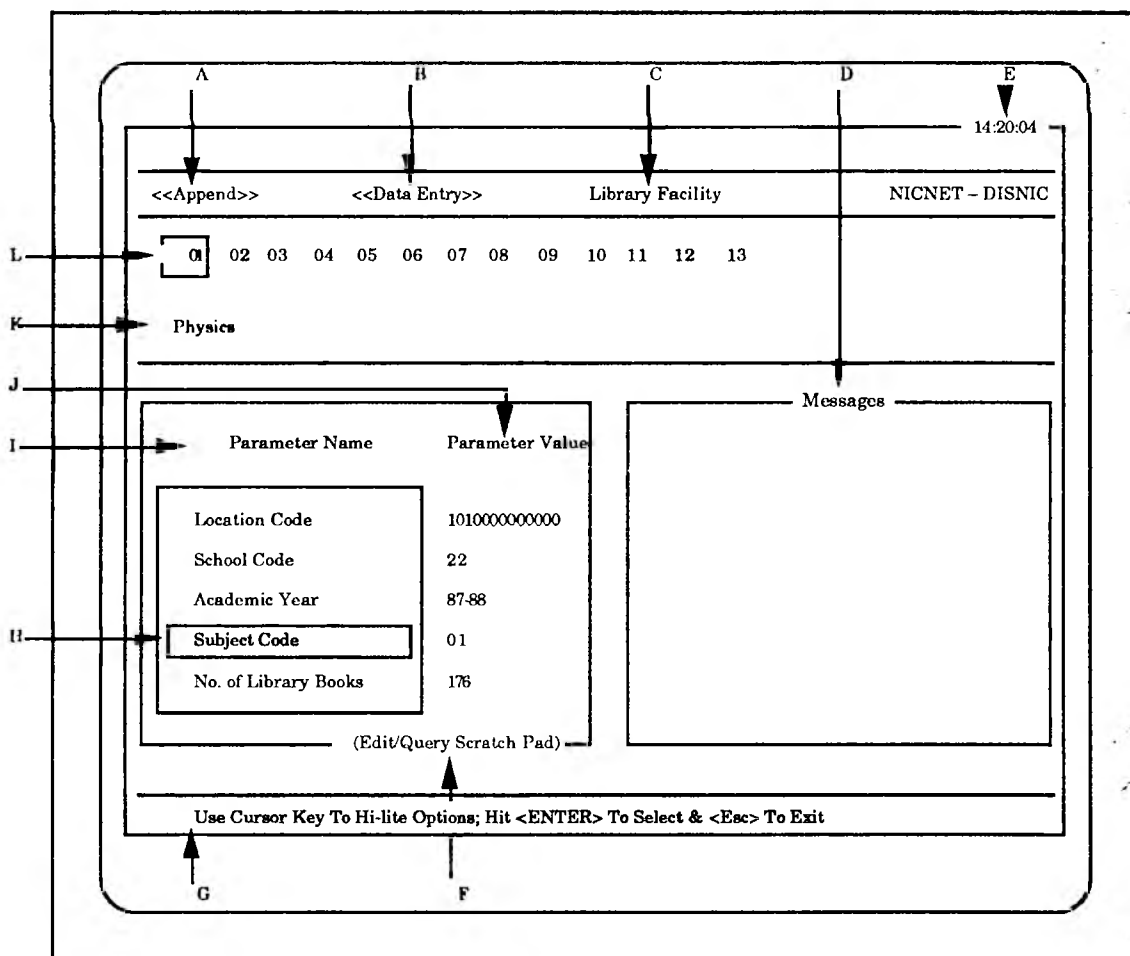 A B C D E
14:20:04
<<Append>> <<Data Entry>> Library Facility NICNET – DISNIC
L 01 02 03 04 05 06 07 08 09 10 11 12 13
K Physics
J
Messages
I Parameter Name Parameter Value
Location Code 1010000000000
School Code 22
Academic Year 87-88
H Subject Code 01
No. of Library Books 176
(Edit/Query Scratch Pad)
Use Cursor Key To Hi-lite Options; Hit <ENTER> To Select & <Esc> To Exit
G F